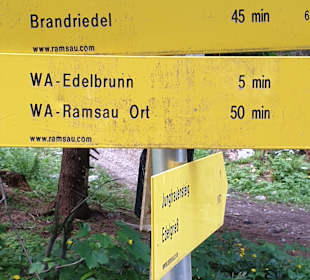 Brandriedel 45 min 6
www.ramsau.com
WA-Edelbrunn 5 min
WA-Ramsau Ort 50 min
www.ramsau.com
Edelgrieß